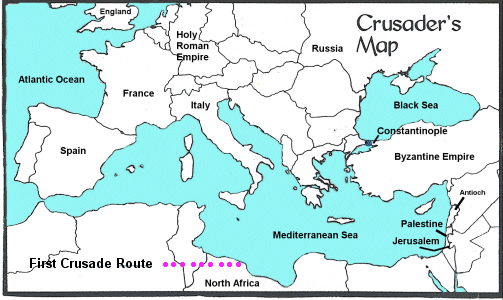 England
Crusader's
Map
Holy
Roman
Empire
Russia
Atlantic Ocean
France
Italy
Black Sea
Constantinople
Spain
Byzantine Empire
Antioch
Palestine
Mediterranean Sea
Jerusalem
First Crusade Route
North Africa